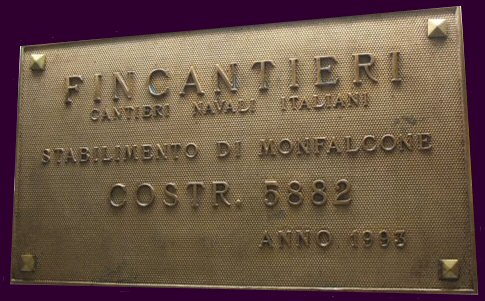 FINCANTIERI
CANTIERI NAVALI ITALIANI
STABILIMENTO DI MONFALCONE
COSTR. 5882
ANNO 1993